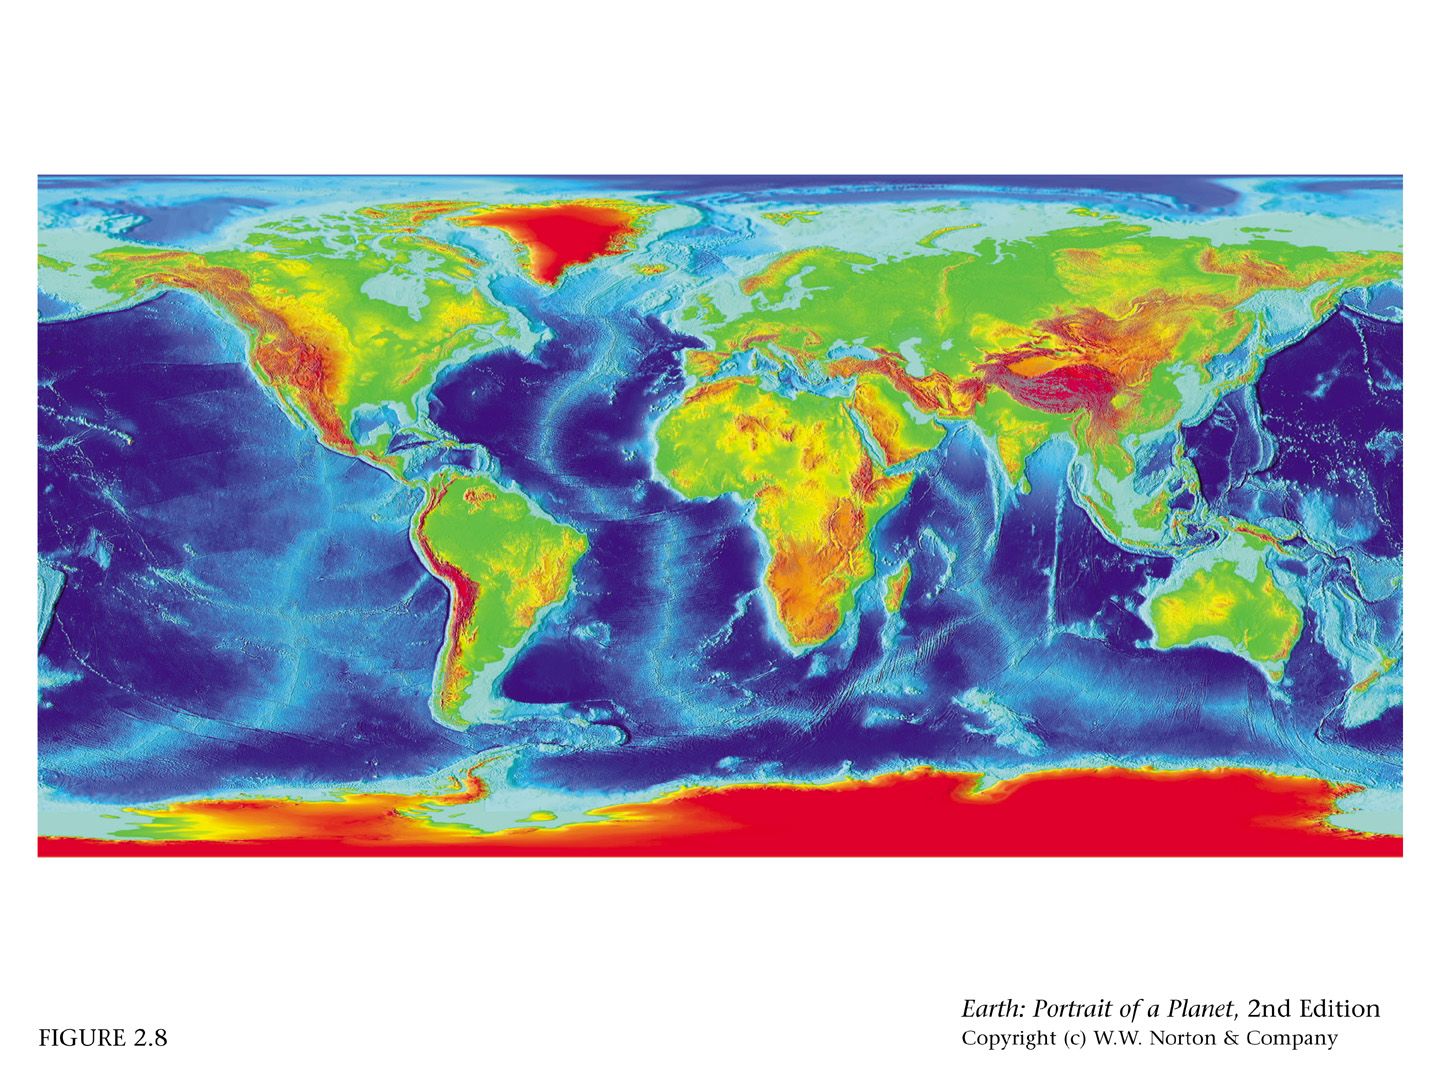 Earth: Portrait of a Planet, 2nd Edition
FIGURE 2.8
Copyright (c) W.W. Norton & Company